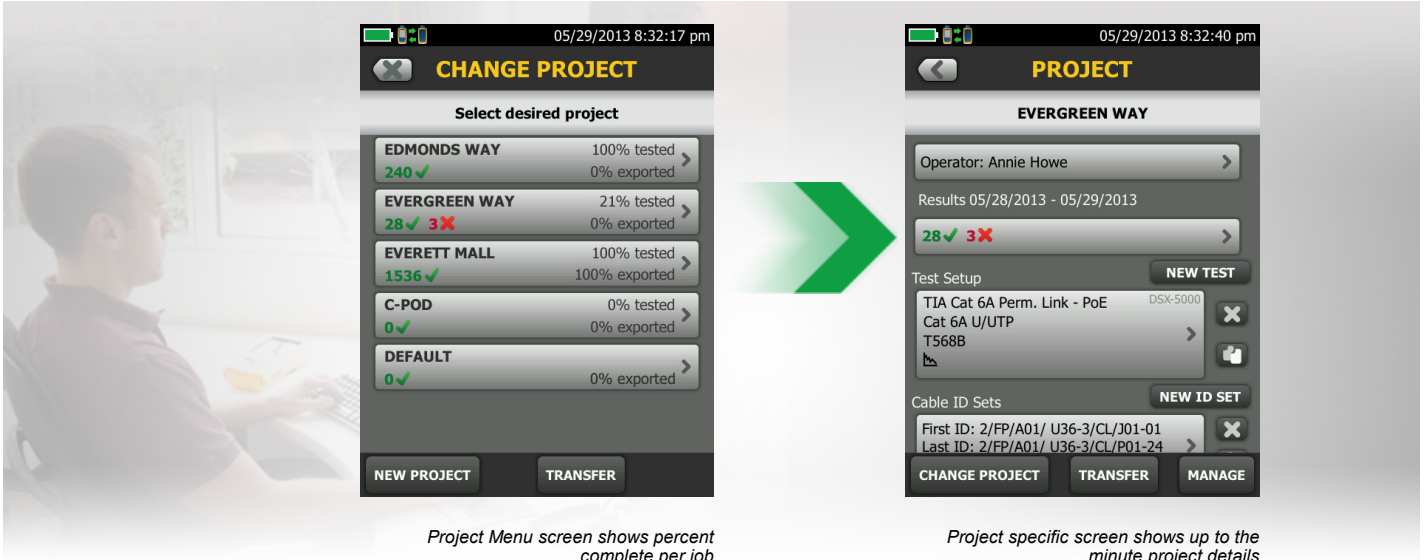 05/29/2013 8:32:17 pm
CHANGE PROJECT
Select desired project
EDMONDS WAY 100% tested
240 0% exported
EVERGREEN WAY 21% tested
28 3 0% exported
EVERETT MALL 100% tested
1536 100% exported
C-POD 0% tested
0 0% exported
DEFAULT
0 0% exported
NEW PROJECT TRANSFER
Project Menu screen shows percent
complete per job
05/29/2013 8:32:40 pm
PROJECT
EVERGREEN WAY
Operator: Annie Howe
Results 05/28/2013 - 05/29/2013
28 3
Test Setup NEW TEST
TIA Cat 6A Perm. Link - PoE DSX-5000
Cat 6A U/UTP
T568B
Cable ID Sets NEW ID SET
First ID: 2/FP/A01/ U36-3/CL/J01-01
Last ID: 2/FP/A01/ U36-3/CL/P01-24
CHANGE PROJECT TRANSFER MANAGE
Project specific screen shows up to the
minute project details